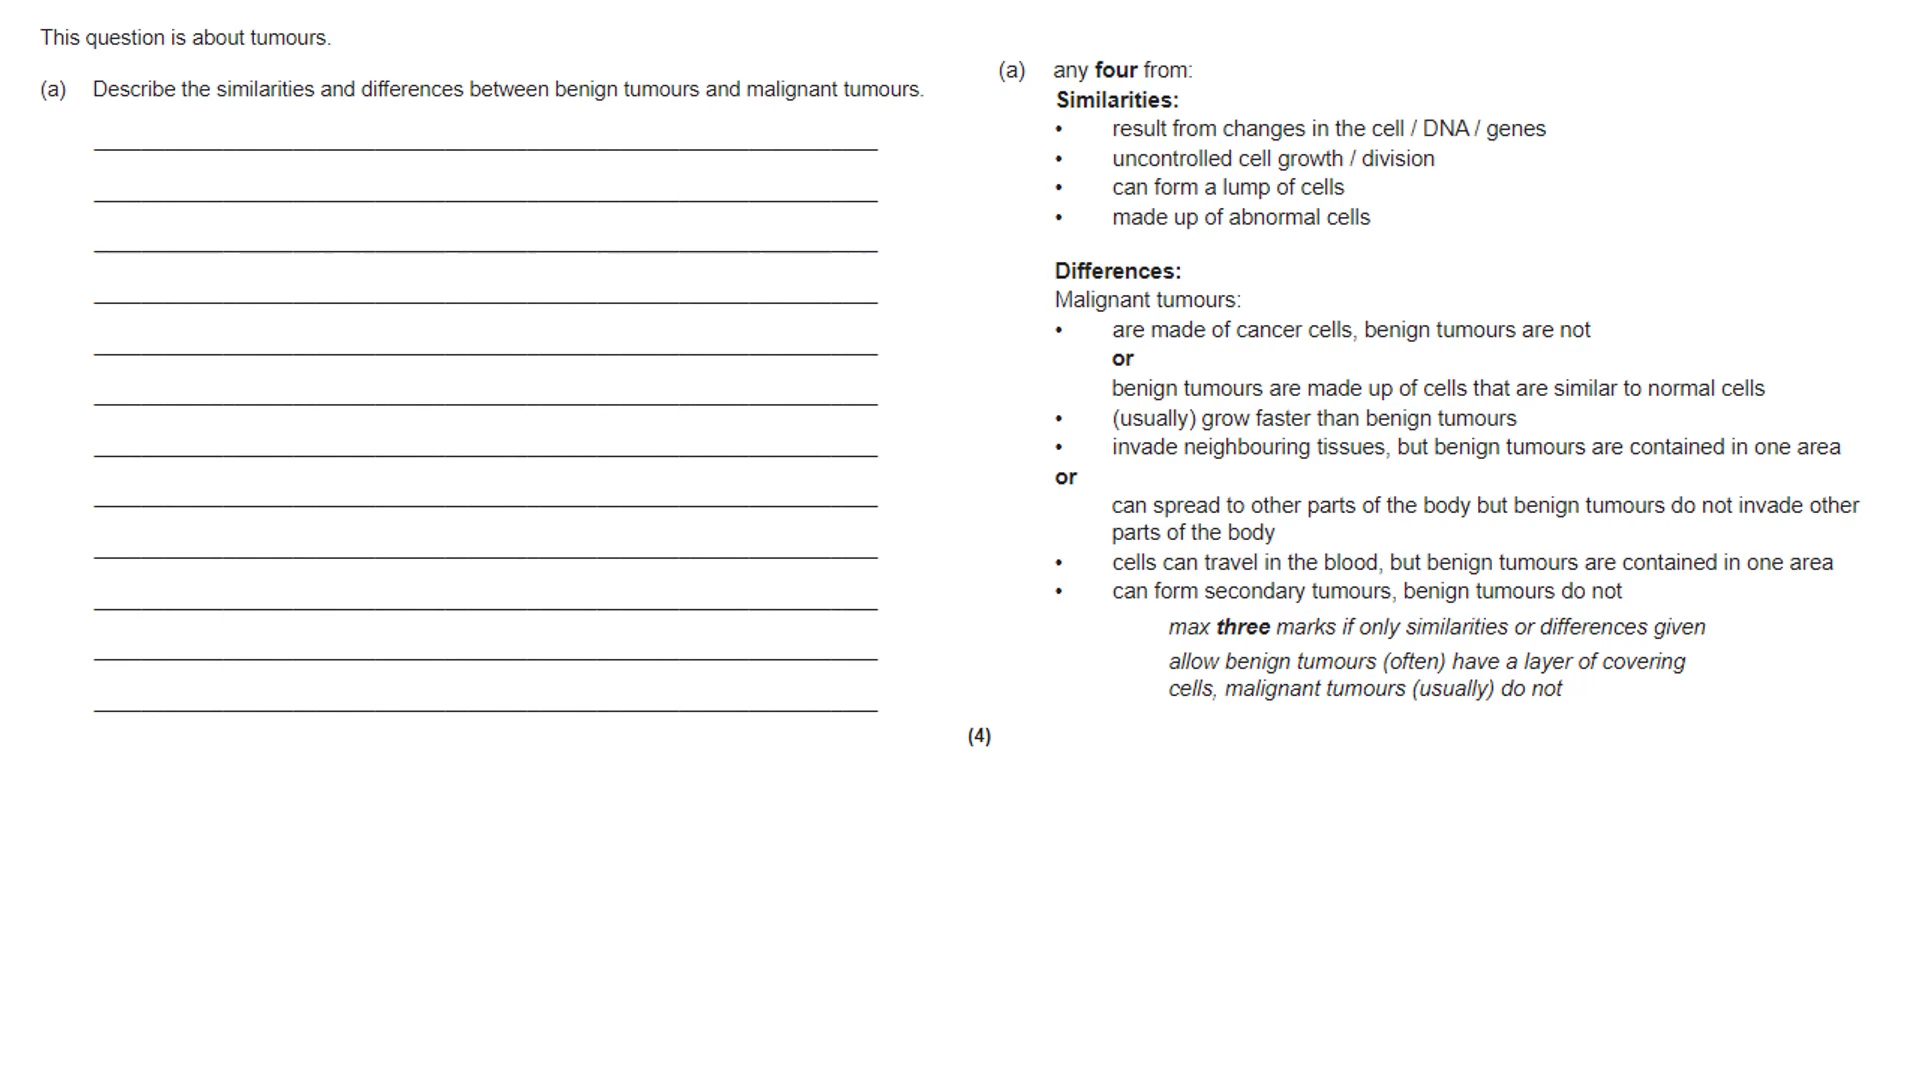 This question is about tumours.
(a) Describe the similarities and differences between benign tumours and malignant tumours.
(a) any four from:
Similarities:
• result from changes in the cell / DNA / genes
• uncontrolled cell growth / division
• can form a lump of cells
• made up of abnormal cells
Differences:
Malignant tumours:
• are made of cancer cells, benign tumours are not
or
benign tumours are made up of cells that are similar to normal cells
• (usually) grow faster than benign tumours
• invade neighbouring tissues, but benign tumours are contained in one area
or
can spread to other parts of the body but benign tumours do not invade other
parts of the body
• cells can travel in the blood, but benign tumours are contained in one area
• can form secondary tumours, benign tumours do not
max three marks if only similarities or differences given
allow benign tumours (often) have a layer of covering
cells, malignant tumours (usually) do not
(4)